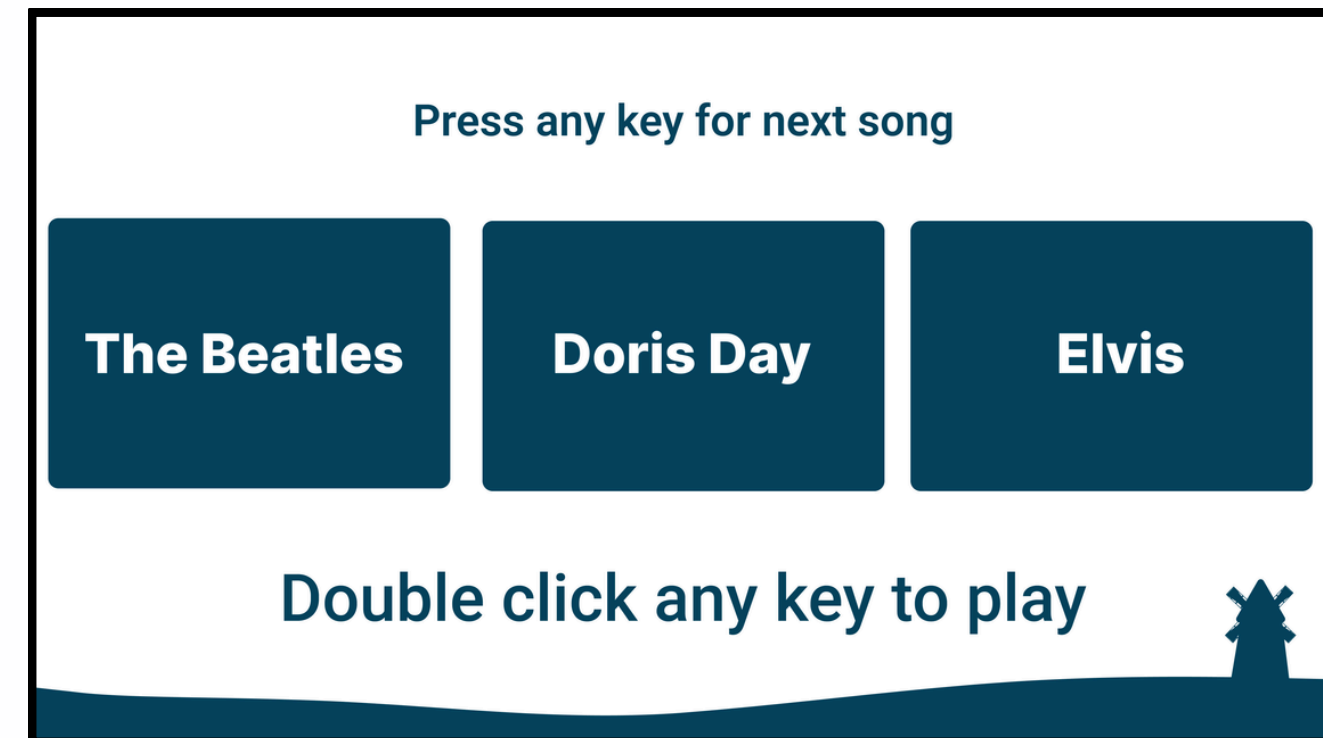 Press any key for next song
The Beatles
Doris Day
Elvis
Double click any key to play